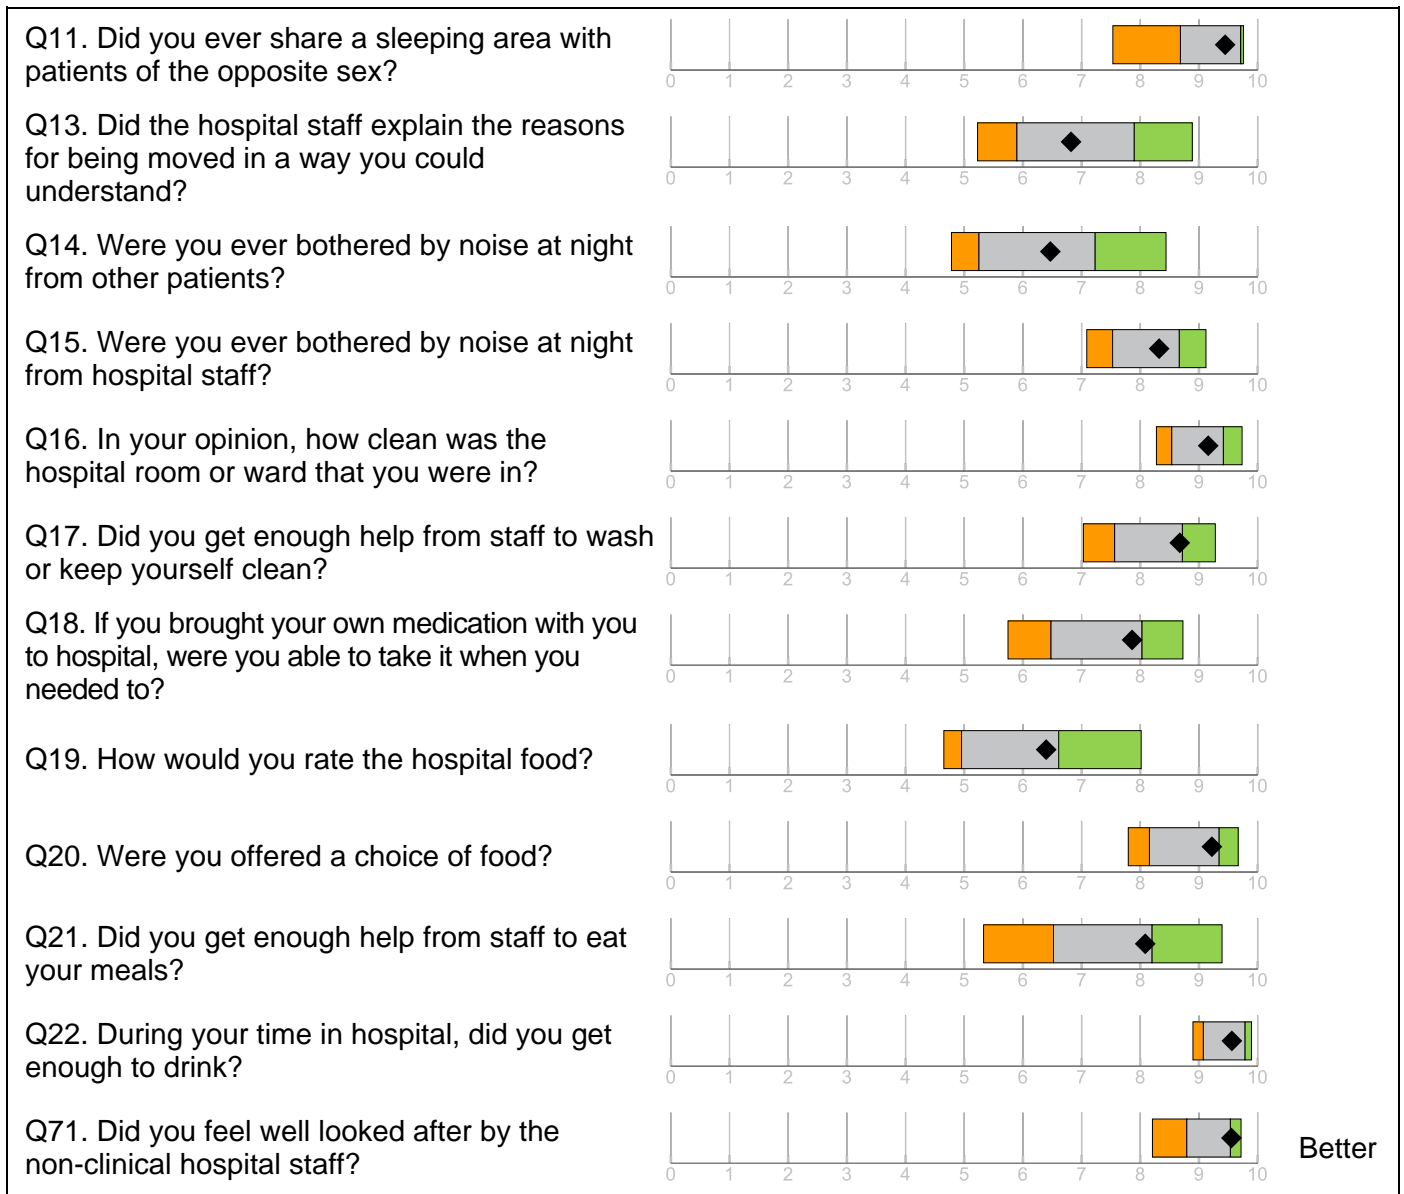 Q11. Did you ever share a sleeping area with
patients of the opposite sex?
0 1 2 3 4 5 6 7 8 9 10
Q13. Did the hospital staff explain the reasons
for being moved in a way you could
understand?
0 1 2 3 4 5 6 7 8 9 10
Q14. Were you ever bothered by noise at night
from other patients?
0 1 2 3 4 5 6 7 8 9 10
Q15. Were you ever bothered by noise at night
from hospital staff?
0 1 2 3 4 5 6 7 8 9 10
Q16. In your opinion, how clean was the
hospital room or ward that you were in?
0 1 2 3 4 5 6 7 8 9 10
Q17. Did you get enough help from staff to wash
or keep yourself clean?
0 1 2 3 4 5 6 7 8 9 10
Q18. If you brought your own medication with you
to hospital, were you able to take it when you
needed to?
0 1 2 3 4 5 6 7 8 9 10
Q19. How would you rate the hospital food?
0 1 2 3 4 5 6 7 8 9 10
Q20. Were you offered a choice of food?
0 1 2 3 4 5 6 7 8 9 10
Q21. Did you get enough help from staff to eat
your meals?
0 1 2 3 4 5 6 7 8 9 10
Q22. During your time in hospital, did you get
enough to drink?
0 1 2 3 4 5 6 7 8 9 10
Q71. Did you feel well looked after by the
non-clinical hospital staff?
Better
0 1 2 3 4 5 6 7 8 9 10